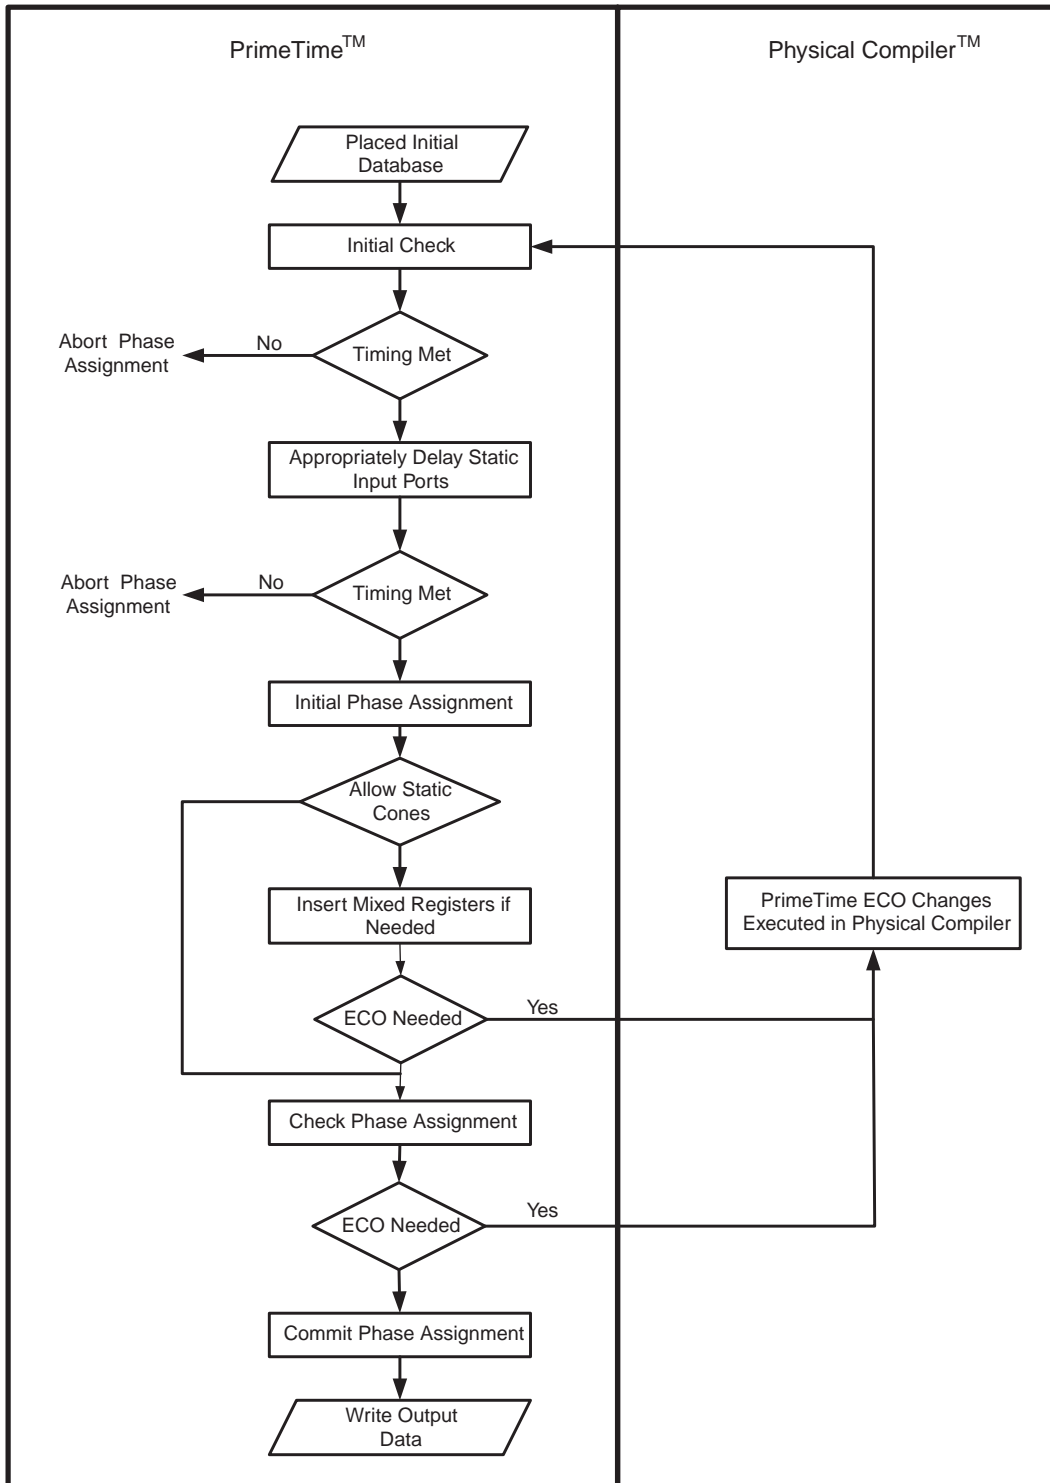 PrimeTime™
Physical Compiler™
Placed Initial
Database
Initial Check
Timing Met
No
Abort Phase
Assignment
Appropriately Delay Static
Input Ports
Timing Met
No
Abort Phase
Assignment
Initial Phase Assignment
Allow Static
Cones
Insert Mixed Registers if
Needed
PrimeTime ECO Changes
Executed in Physical Compiler
ECO Needed
Yes
Check Phase Assignment
ECO Needed
Yes
Commit Phase Assignment
Write Output
Data